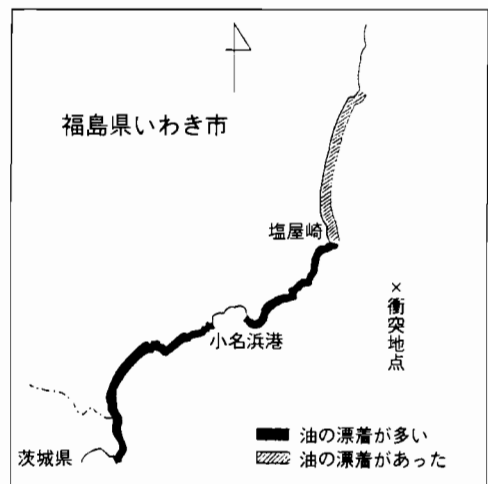 福島県いわき市
塩屋崎
×衝突地点
小名浜港
茨城県
油の漂着が多い
油の漂着があった